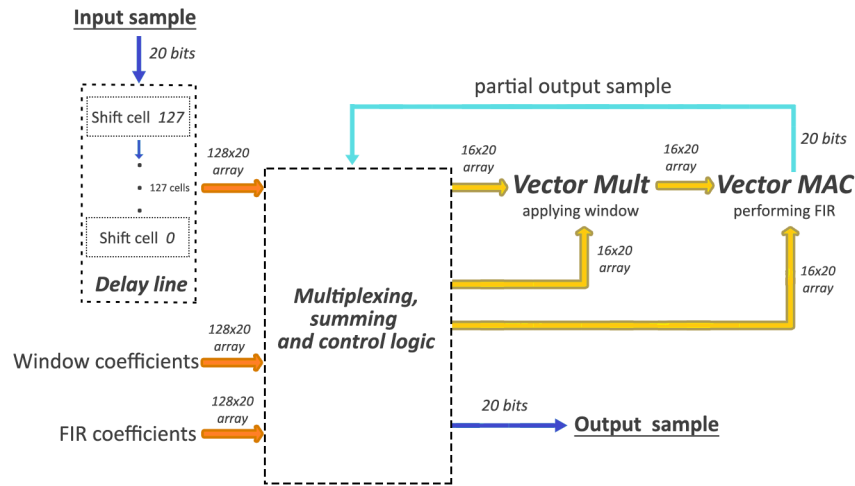 Input sample
20 bits
Shift cell 127
127 cells
Shift cell 0
Delay line
128x20
array
Window coefficients
128x20
array
FIR coefficients
128x20
array
Multiplexing,
summing
and control logic
partial output sample
20 bits
16x20
array
Vector Mult
applying window
16x20
array
Vector MAC
performing FIR
16x20
array
16x20
array
20 bits
Output sample